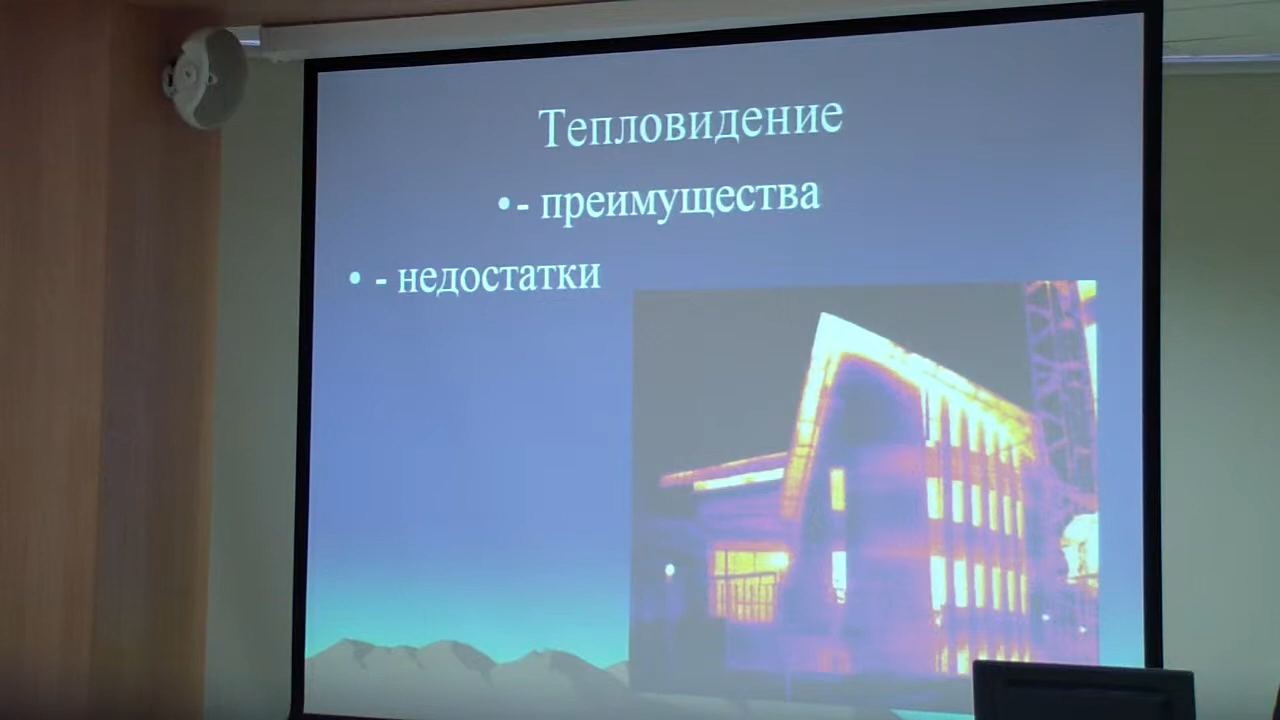 Тепловидение
• - преимущества
• - недостатки